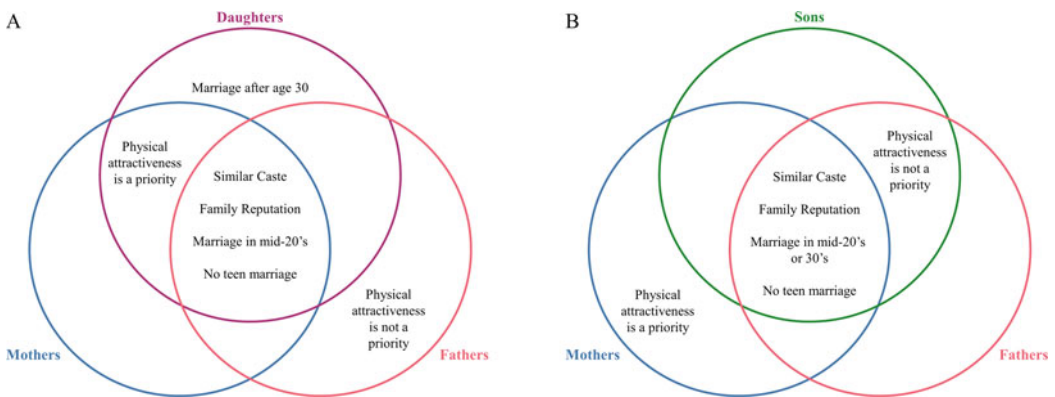 A
Daughters
Marriage after age 30
Physical
attractiveness
is a priority
Similar Caste
Family Reputation
Marriage in mid-20's
No teen marriage
Physical
attractiveness
is not a
priority
Mothers
Fathers
B
Sons
Physical
attractiveness
is not a
priority
Similar Caste
Family Reputation
Marriage in mid-20's
or 30's
No teen marriage
Physical
attractiveness
is a priority
Mothers
Fathers